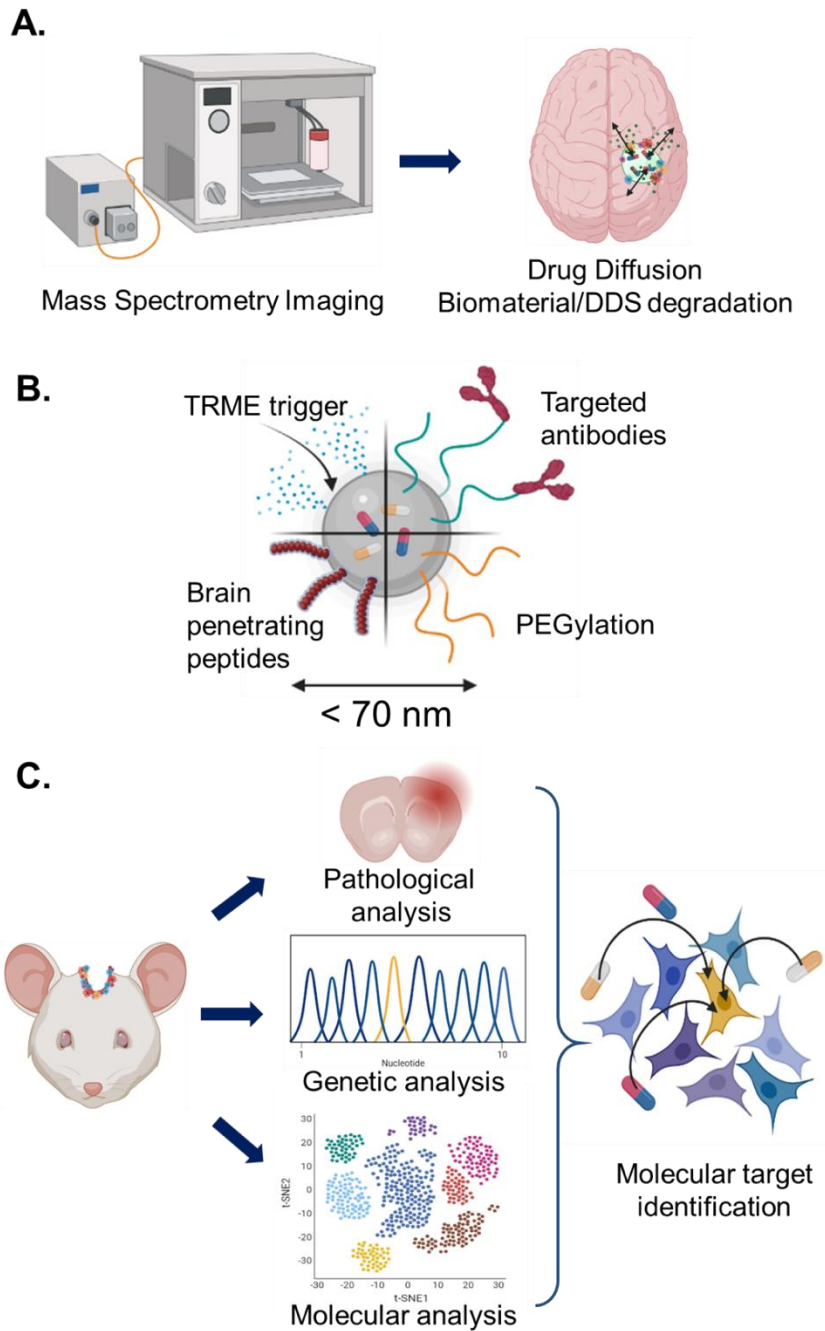 A.
Mass Spectrometry Imaging
Drug Diffusion
Biomaterial/DDS degradation
B.
TRME trigger
Targeted
antibodies
Brain
penetrating
peptides
PEGylation
< 70 nm
C.
Pathological
analysis
1
10
Nucleotide
Genetic analysis
t-SNE2
30
20
10
0
-10
-20
-30
-30 -20 -10 0 10 20 30
t-SNE1
Molecular analysis
Molecular target
identification